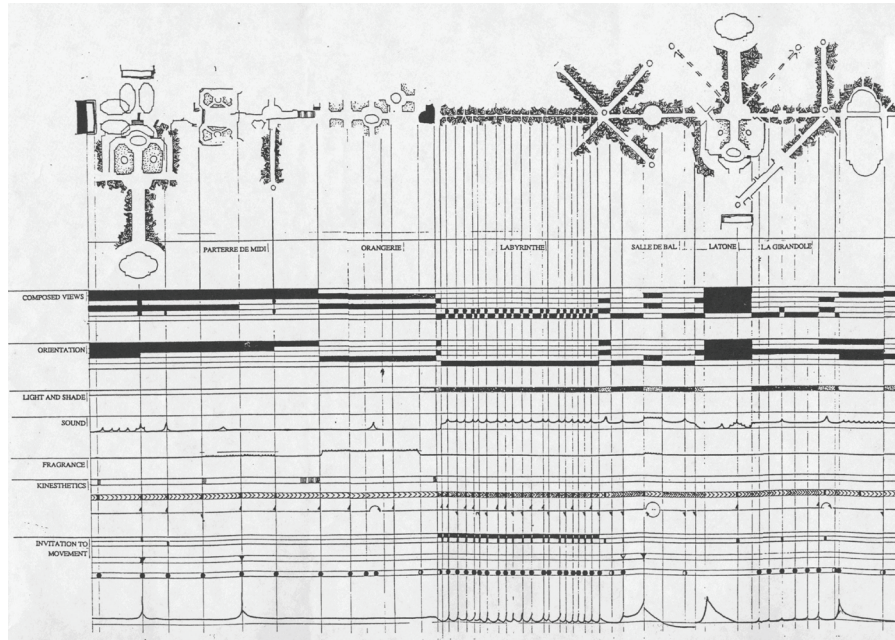 PARTERRE DE MIDI
ORANGERIE
LABYRINTHE
SALLE DE BAL
LATONE
LA GIRANDOLE
COMPOSED VIEWS
ORIENTATION
LIGHT AND SHADE
SOUND
FRAGRANCE
KINESTHETICS
INVITATION TO
MOVEMENT